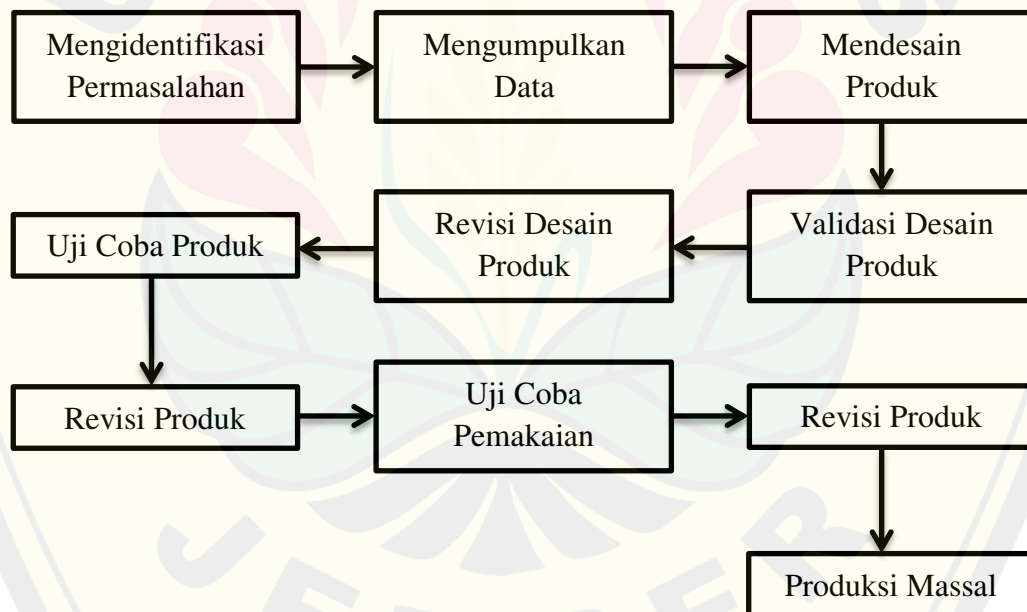 Mengidentifikasi
Permasalahan
Mengumpulkan
Data
Mendesain
Produk
Validasi Desain
Produk
Revisi Desain
Produk
Uji Coba Produk
Revisi Produk
Uji Coba
Pemakaian
Revisi Produk
Produksi Massal
JEMBER